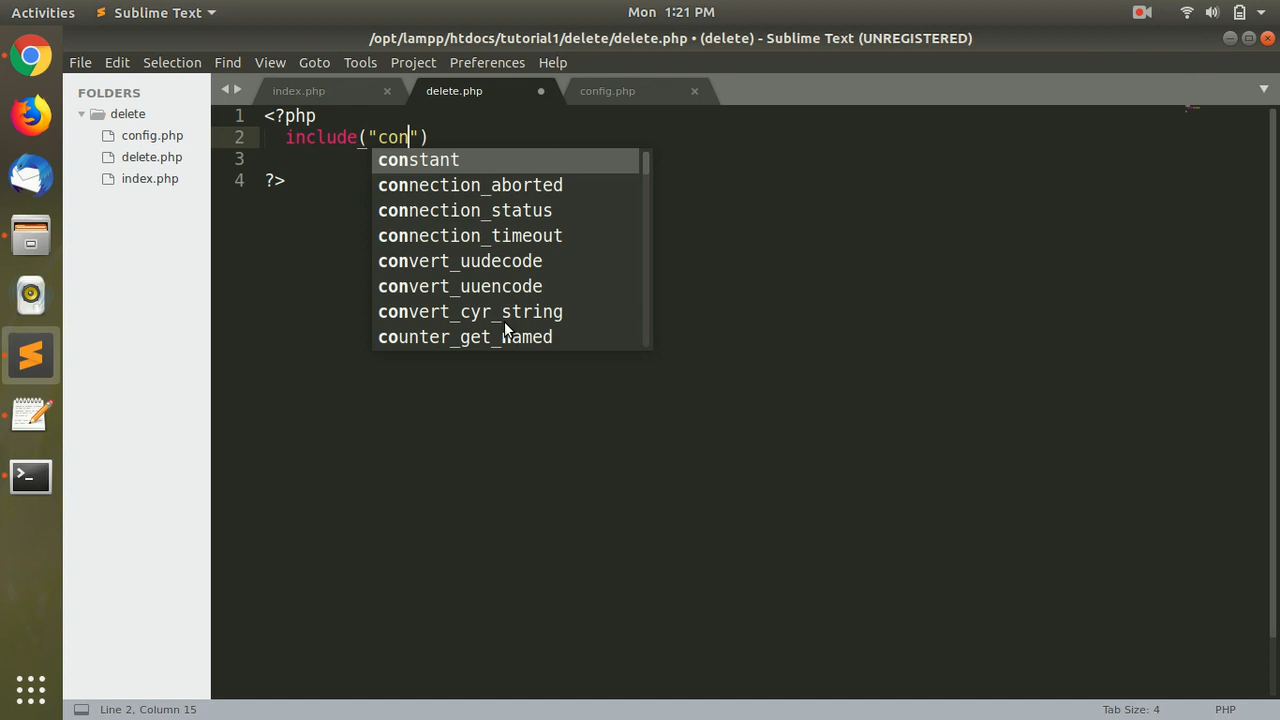 Activities Sublime Text Mon 1:21 PM
/opt/lampp/htdocs/tutorial1/delete/delete.php • (delete) - Sublime Text (UNREGISTERED)
File Edit Selection Find View Goto Tools Project Preferences Help
FOLDERS
delete
config.php
delete.php
index.php
index.php delete.php config.php
1 <?php
2 include("con")
3
4 ?>
constant
connection_aborted
connection_status
connection_timeout
convert_uudecode
convert_uuencode
convert_cyr_string
counter_get_named
Line 2, Column 15 Tab Size: 4 PHP